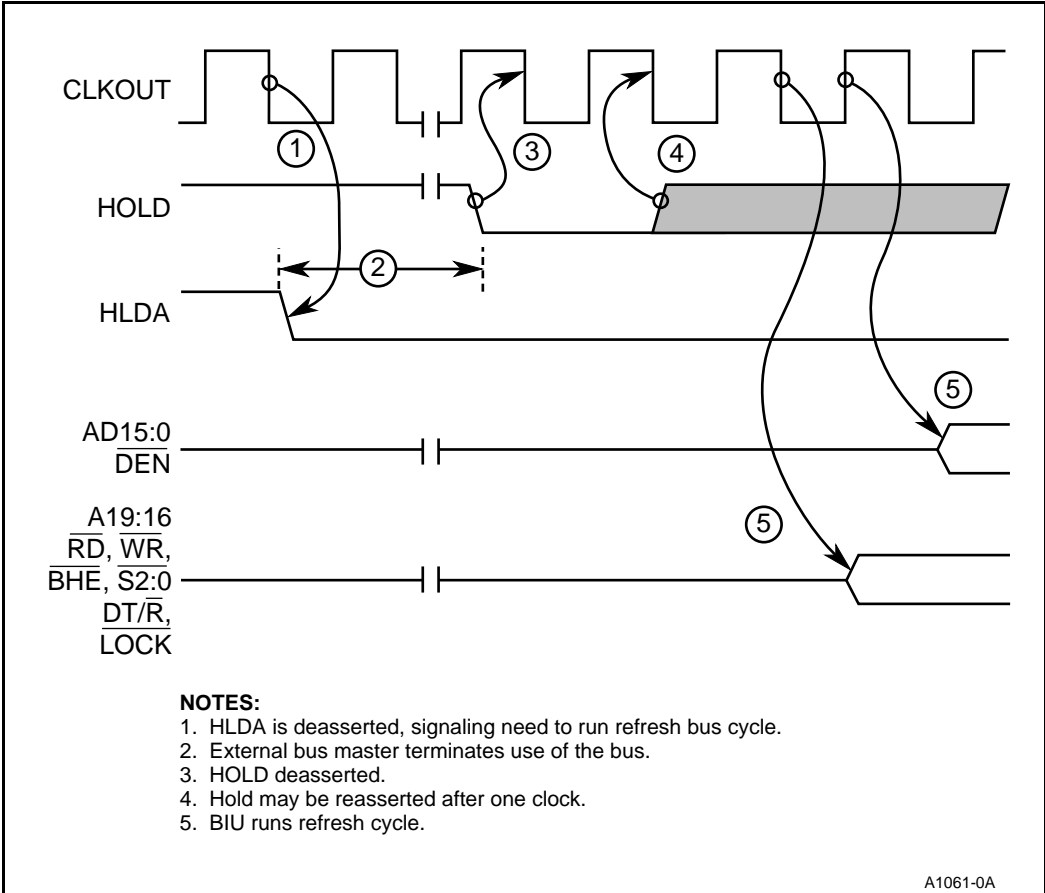 CLKOUT
1
3
4
HOLD
2
HLDA
5
AD15:0
DEN
A19:16
RD, WR,
BHE, S2:0
DT/R,
LOCK
5
NOTES:
1. HLDA is deasserted, signaling need to run refresh bus cycle.
2. External bus master terminates use of the bus.
3. HOLD deasserted.
4. Hold may be reasserted after one clock.
5. BIU runs refresh cycle.
A1061-0A